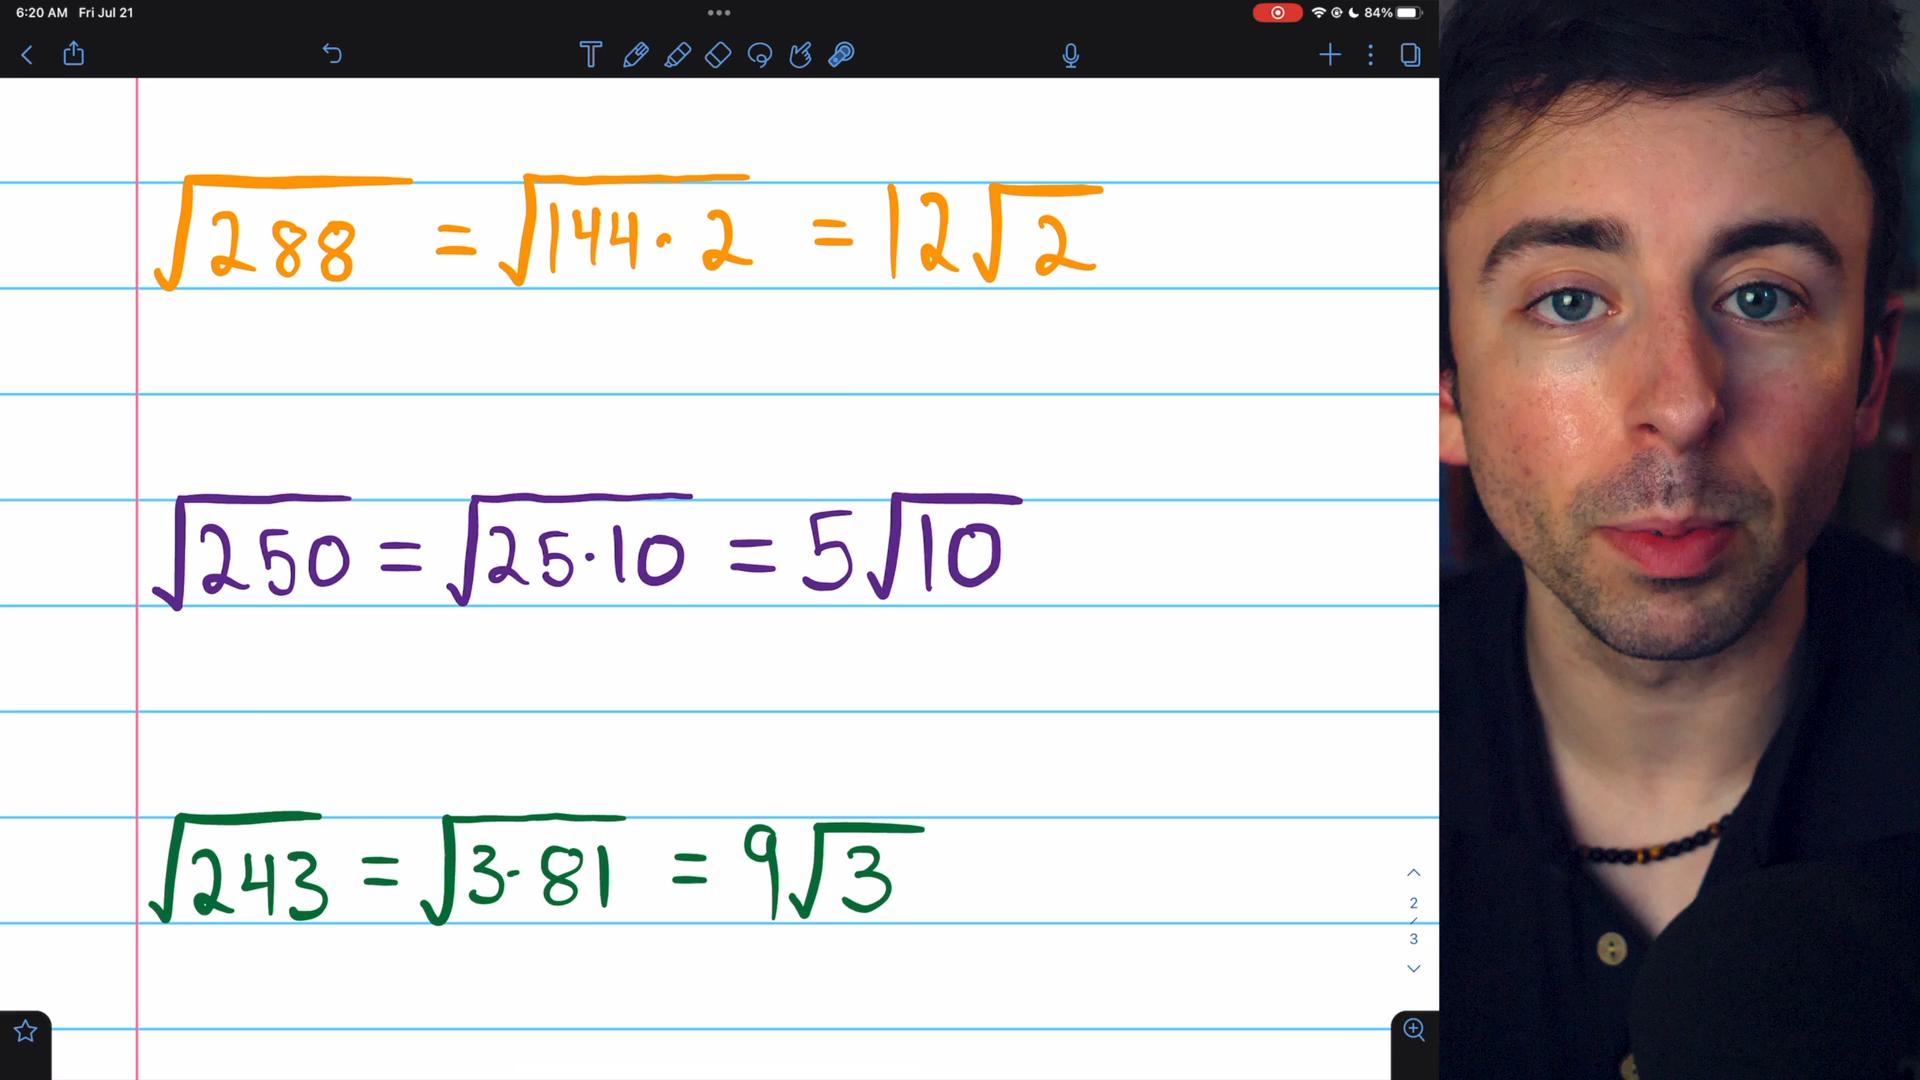 6:20 AM Fri Jul 21
84%
√288 = √144·2 = 12√2
√250 = √25·10 = 5√10
√243 = √3·81 = 9√3
2
/
3